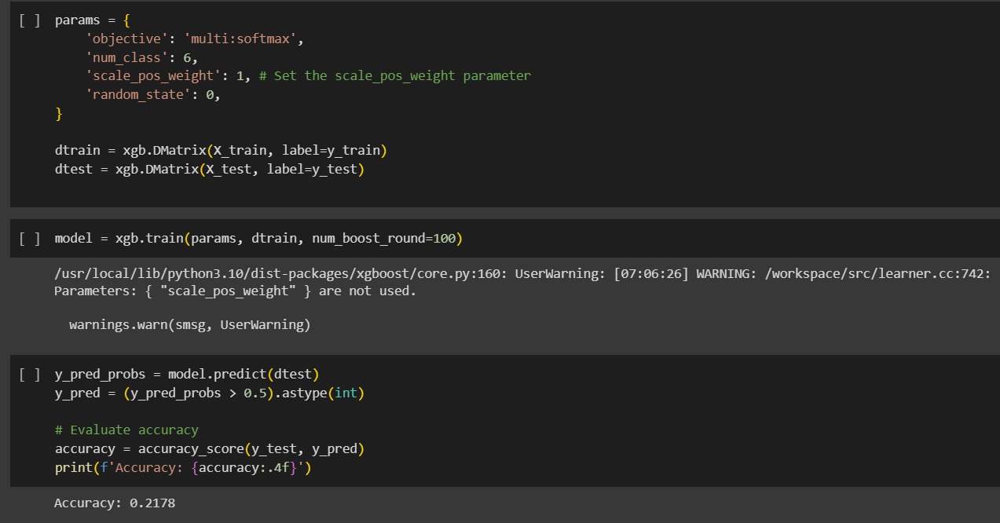 [ ] params = {
'objective': 'multi:softmax',
'num_class': 6,
'scale_pos_weight': 1, # Set the scale_pos_weight parameter
'random_state': 0,
}
dtrain = xgb.DMatrix(X_train, label=y_train)
dtest = xgb.DMatrix(X_test, label=y_test)
[ ] model = xgb.train(params, dtrain, num_boost_round=100)
/usr/local/lib/python3.10/dist-packages/xgboost/core.py:160: UserWarning: [07:06:26] WARNING: /workspace/src/learner.cc:742:
Parameters: { "scale_pos_weight" } are not used.
warnings.warn(smsg, UserWarning)
[ ] y_pred_probs = model.predict(dtest)
y_pred = (y_pred_probs > 0.5).astype(int)
# Evaluate accuracy
accuracy = accuracy_score(y_test, y_pred)
print(f'Accuracy: {accuracy:.4f}')
Accuracy: 0.2178